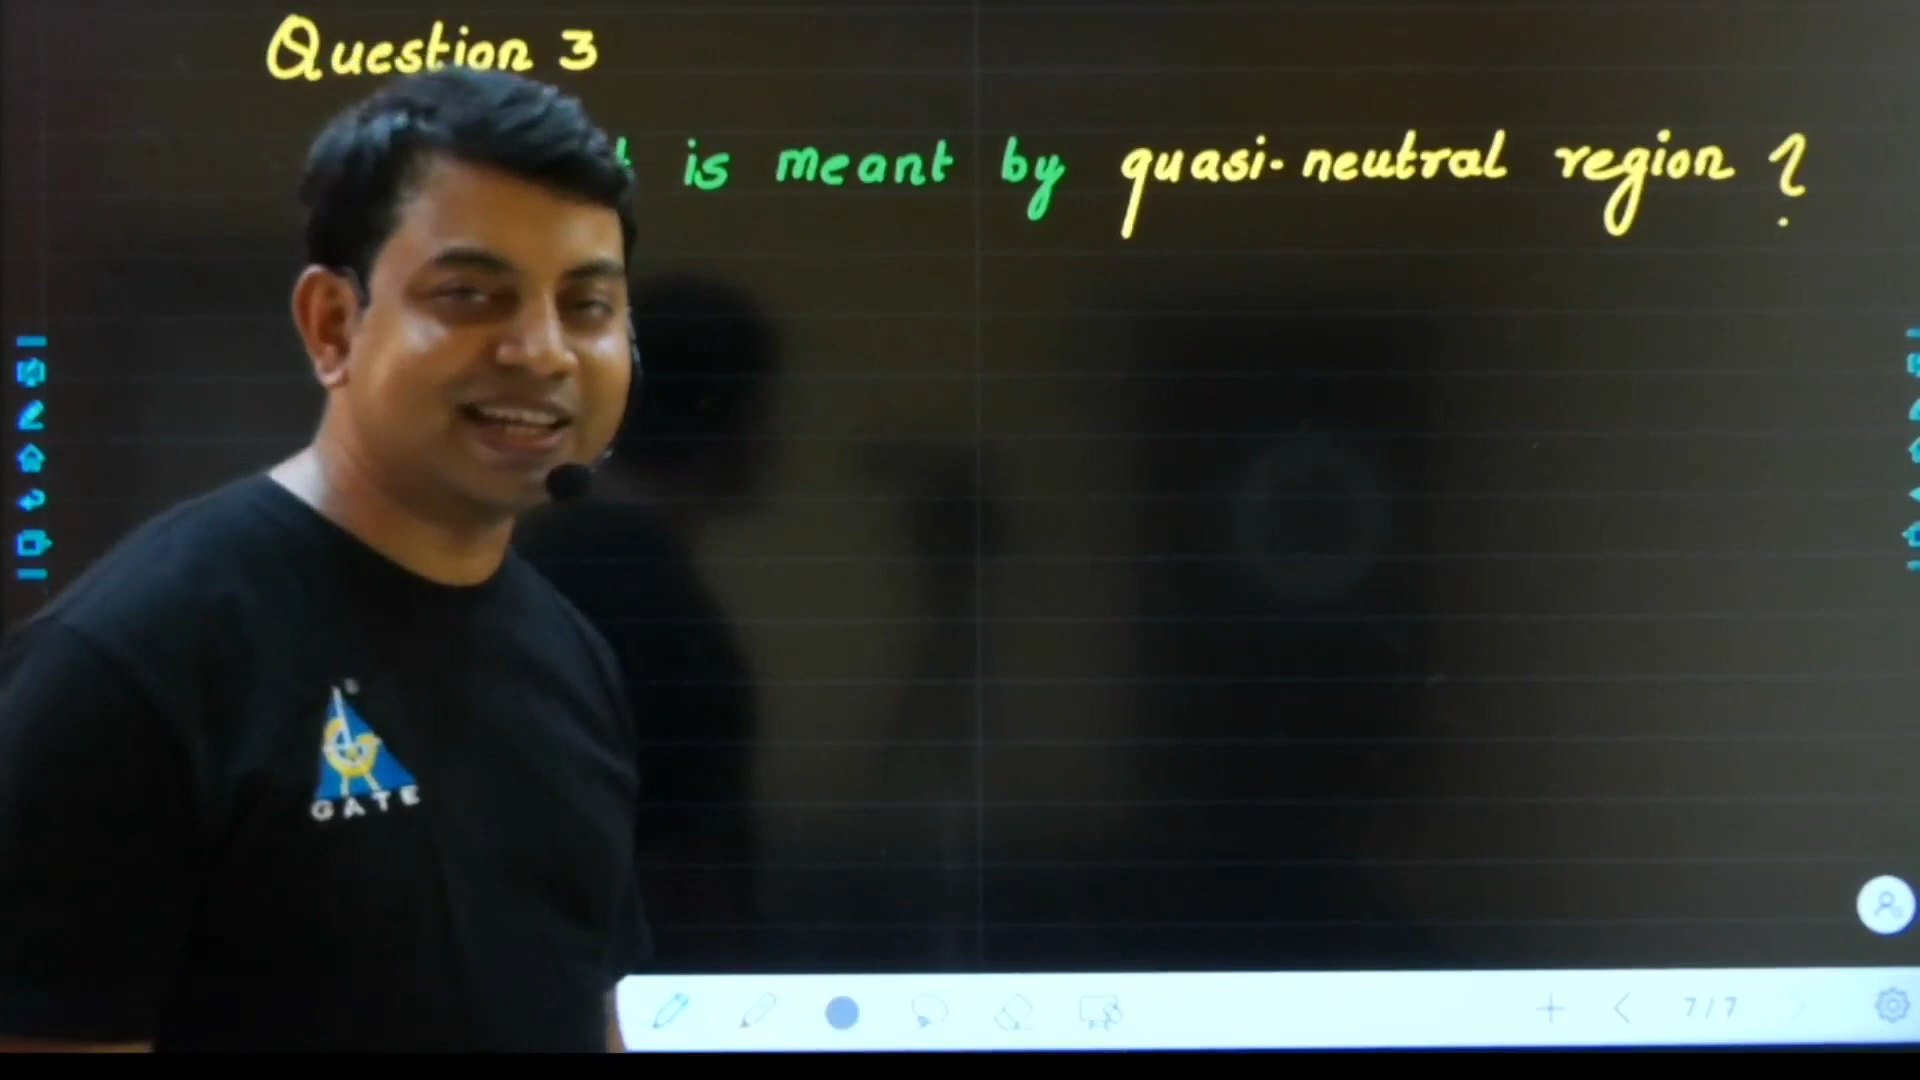 Question 3
is meant by quasi-neutral region ?
GATE
7/7